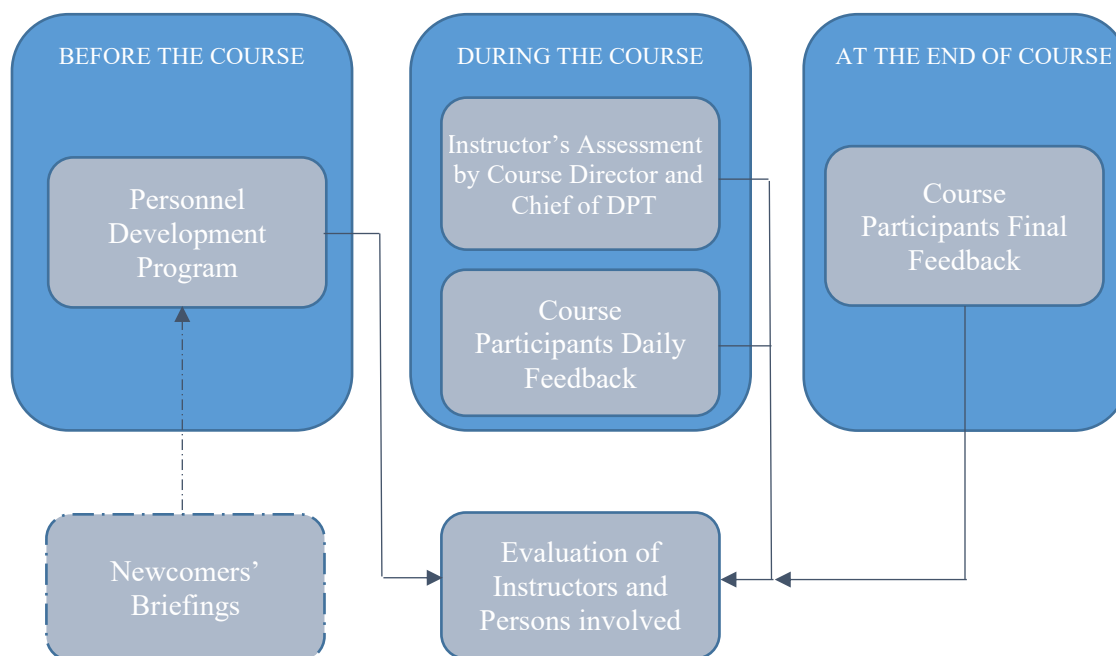 BEFORE THE COURSE
Personnel
Development
Program
DURING THE COURSE
Instructor’s Assessment
by Course Director and
Chief of DPT
Course
Participants Daily
Feedback
AT THE END OF COURSE
Course
Participants Final
Feedback
Newcomers’
Briefings
Evaluation of
Instructors and
Persons involved